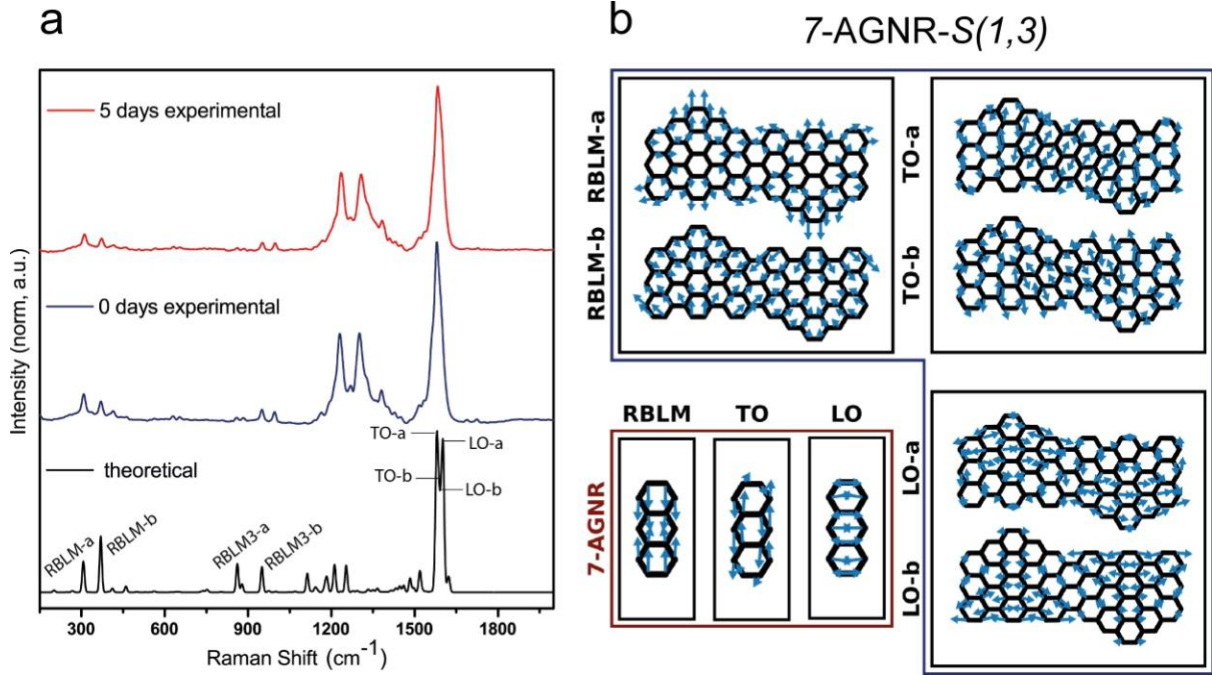 a
5 days experimental
0 days experimental
theoretical
TO-a
LO-a
TO-b
LO-b
RBLM-a
RBLM-b
RBLM3-a
RBLM3-b
Intensity (norm, a.u.)
300 600 900 1200 1500 1800
Raman Shift (cm⁻¹)
b
7-AGNR-S(1,3)
RBLM-a
RBLM-b
TO-a
TO-b
RBLM TO LO
7-AGNR
LO-a
LO-b